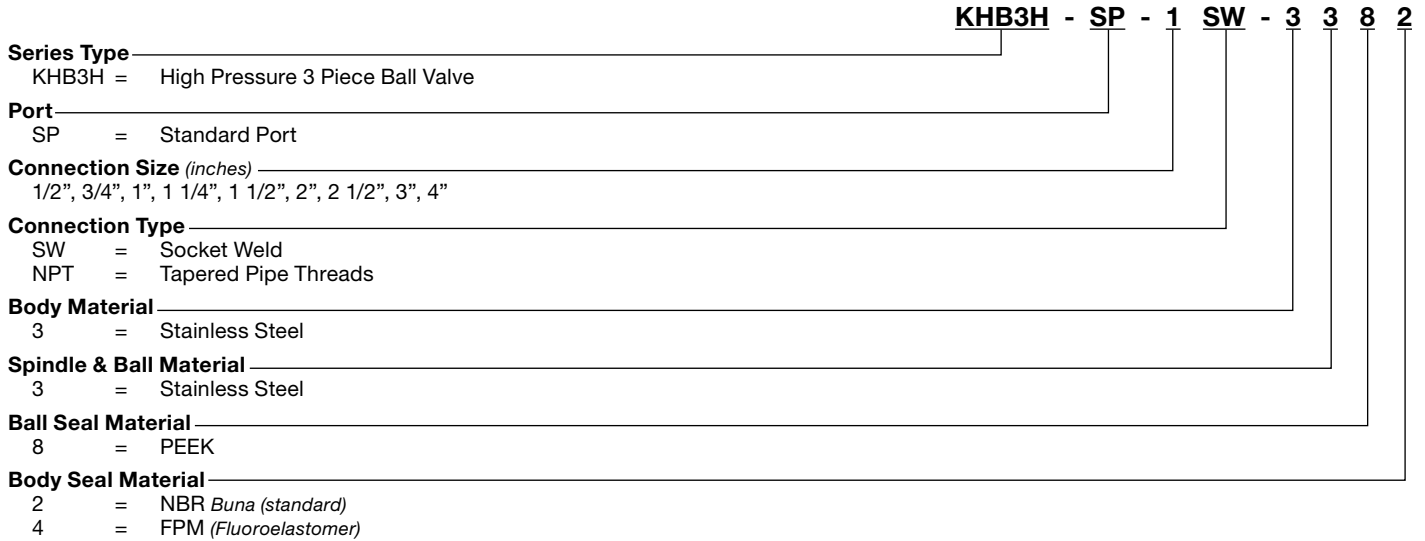 KHB3H - SP - 1 SW - 3 3 8 2
Series Type
KHB3H = High Pressure 3 Piece Ball Valve
Port
SP = Standard Port
Connection Size (inches)
1/2”, 3/4”, 1”, 1 1/4”, 1 1/2”, 2”, 2 1/2”, 3”, 4”
Connection Type
SW = Socket Weld
NPT = Tapered Pipe Threads
Body Material
3 = Stainless Steel
Spindle & Ball Material
3 = Stainless Steel
Ball Seal Material
8 = PEEK
Body Seal Material
2 = NBR Buna (standard)
4 = FPM (Fluoroelastomer)